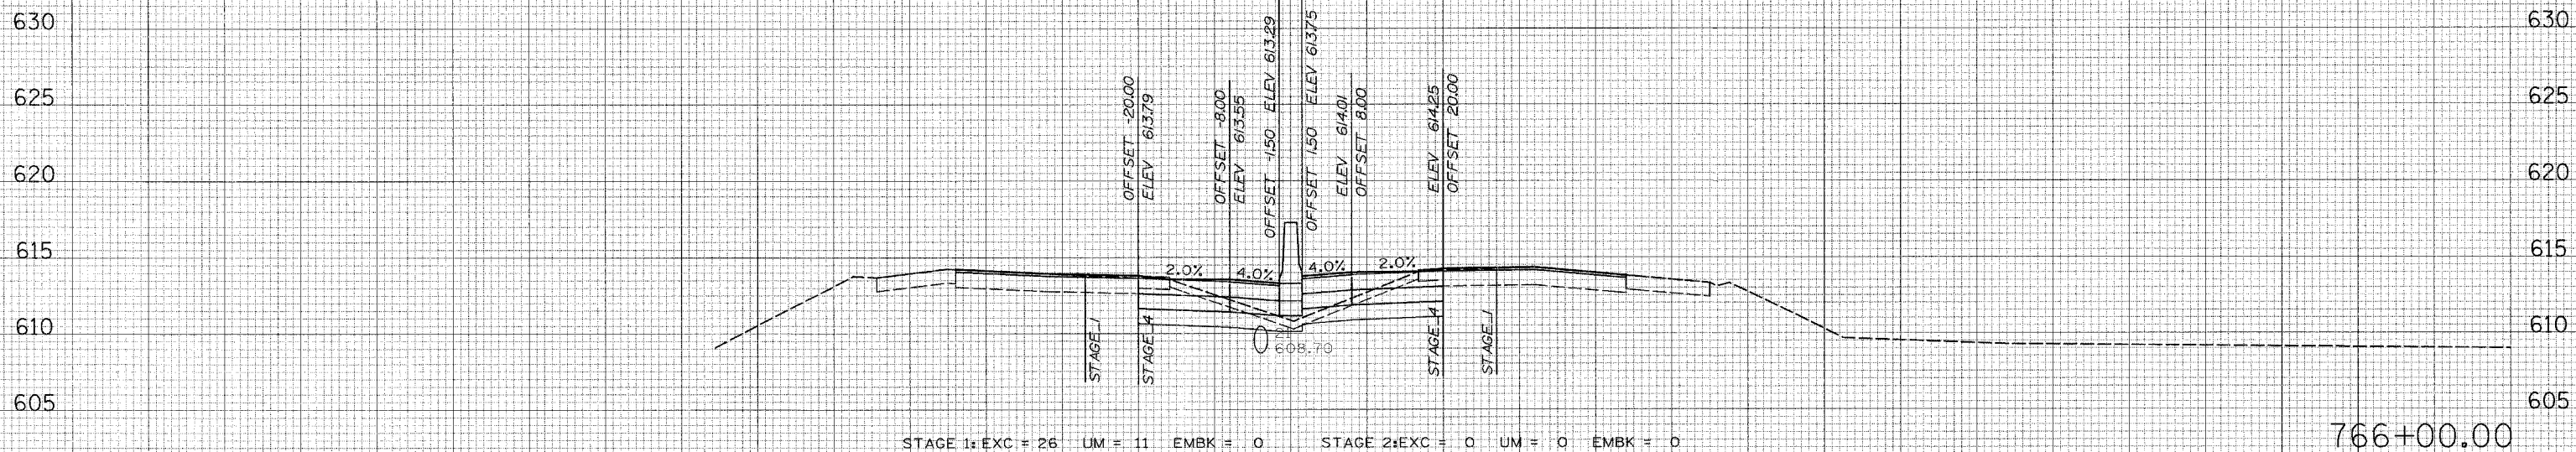 630
625
620
615
610
605
OFFSET -20.00
ELEV 613.79
OFFSET -8.00
ELEV 613.55
OFFSET -1.50 ELEV 613.29
OFFSET 1.50 ELEV 613.75
ELEV 614.01
OFFSET 8.00
ELEV 614.25
OFFSET 20.00
2.0%
4.0%
4.0%
2.0%
STAGE_1
STAGE_4
608.70
STAGE_4
STAGE_1
630
625
620
615
610
605
STAGE 1: EXC = 26 UM = 11 EMBK = 0 STAGE 2: EXC = 0 UM = 0 EMBK = 0
766+00.00